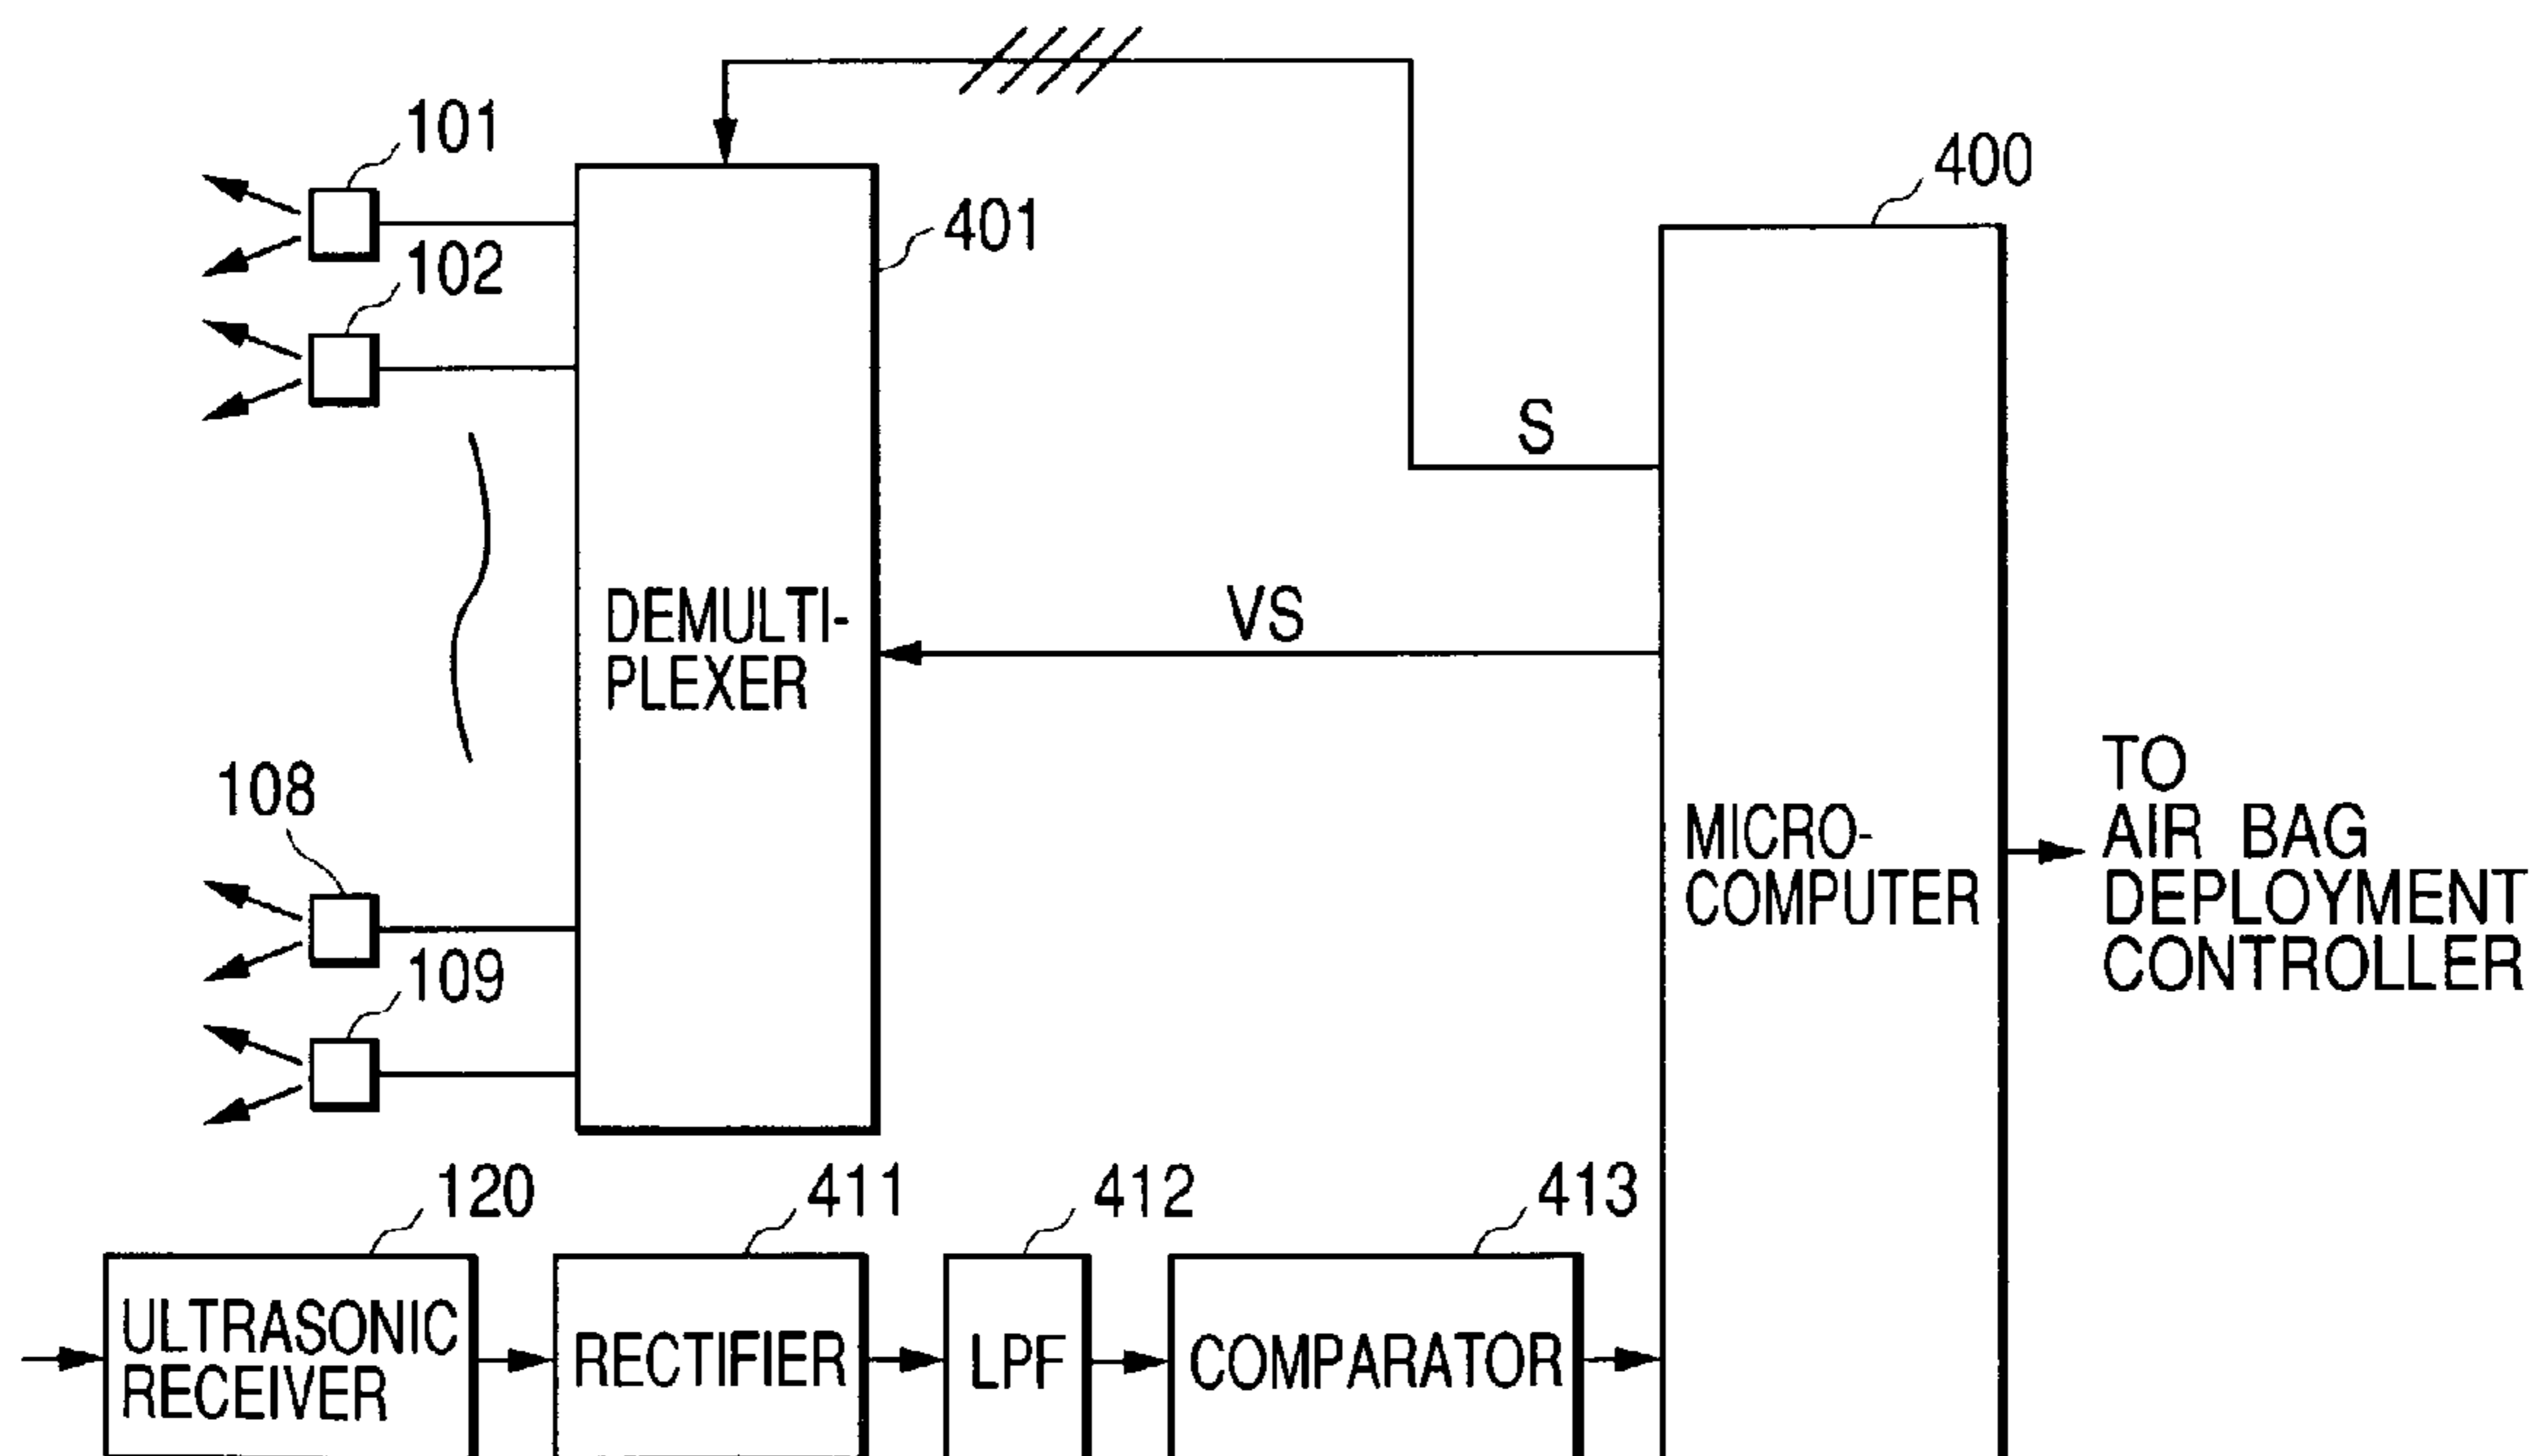 101
400
401
102
S
VS
DEMULTI-
PLEXER
TO
AIR BAG
DEPLOYMENT
CONTROLLER
108
MICRO-
COMPUTER
109
120
411
412
413
ULTRASONIC
RECEIVER
RECTIFIER
LPF
COMPARATOR